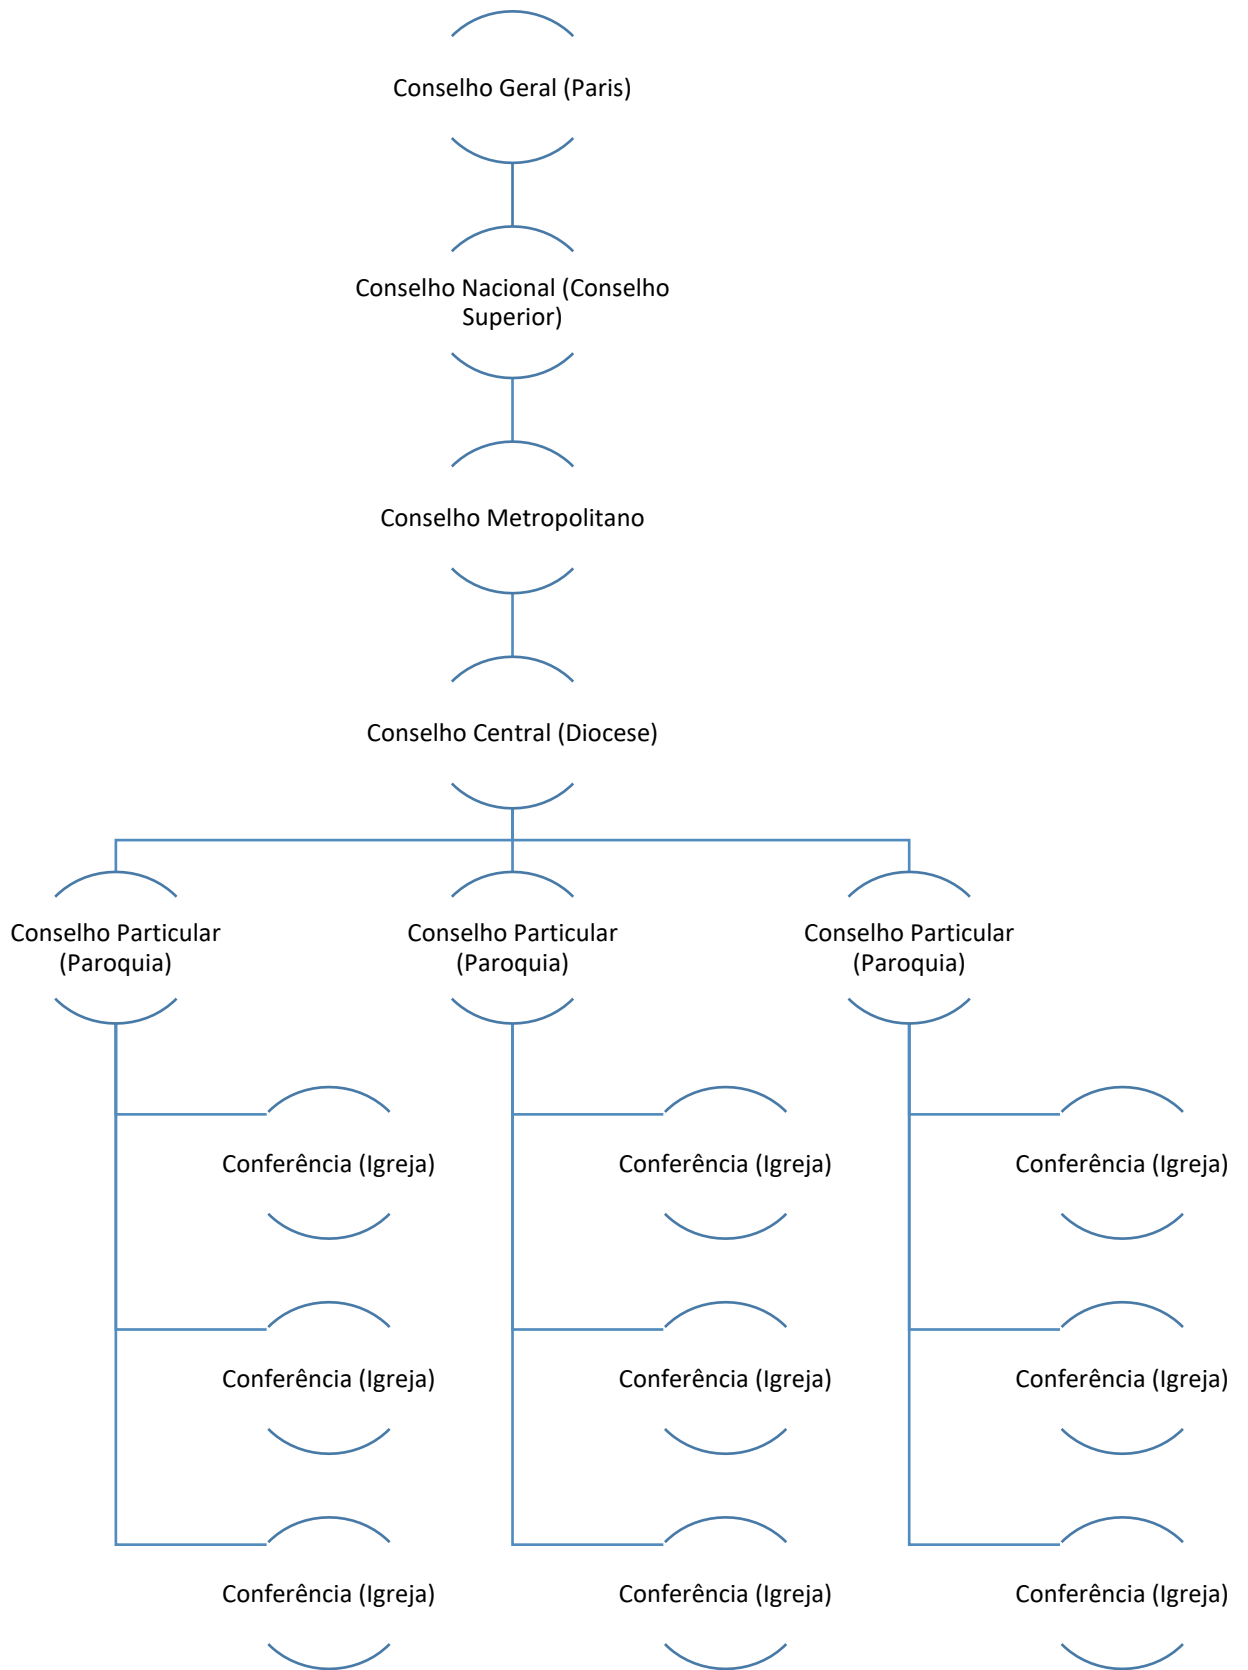 Conselho Geral (Paris)
Conselho Nacional (Conselho
Superior)
Conselho Metropolitano
Conselho Central (Diocese)
Conselho Particular
(Paroquia)
Conselho Particular
(Paroquia)
Conselho Particular
(Paroquia)
Conferência (Igreja)
Conferência (Igreja)
Conferência (Igreja)
Conferência (Igreja)
Conferência (Igreja)
Conferência (Igreja)
Conferência (Igreja)
Conferência (Igreja)
Conferência (Igreja)